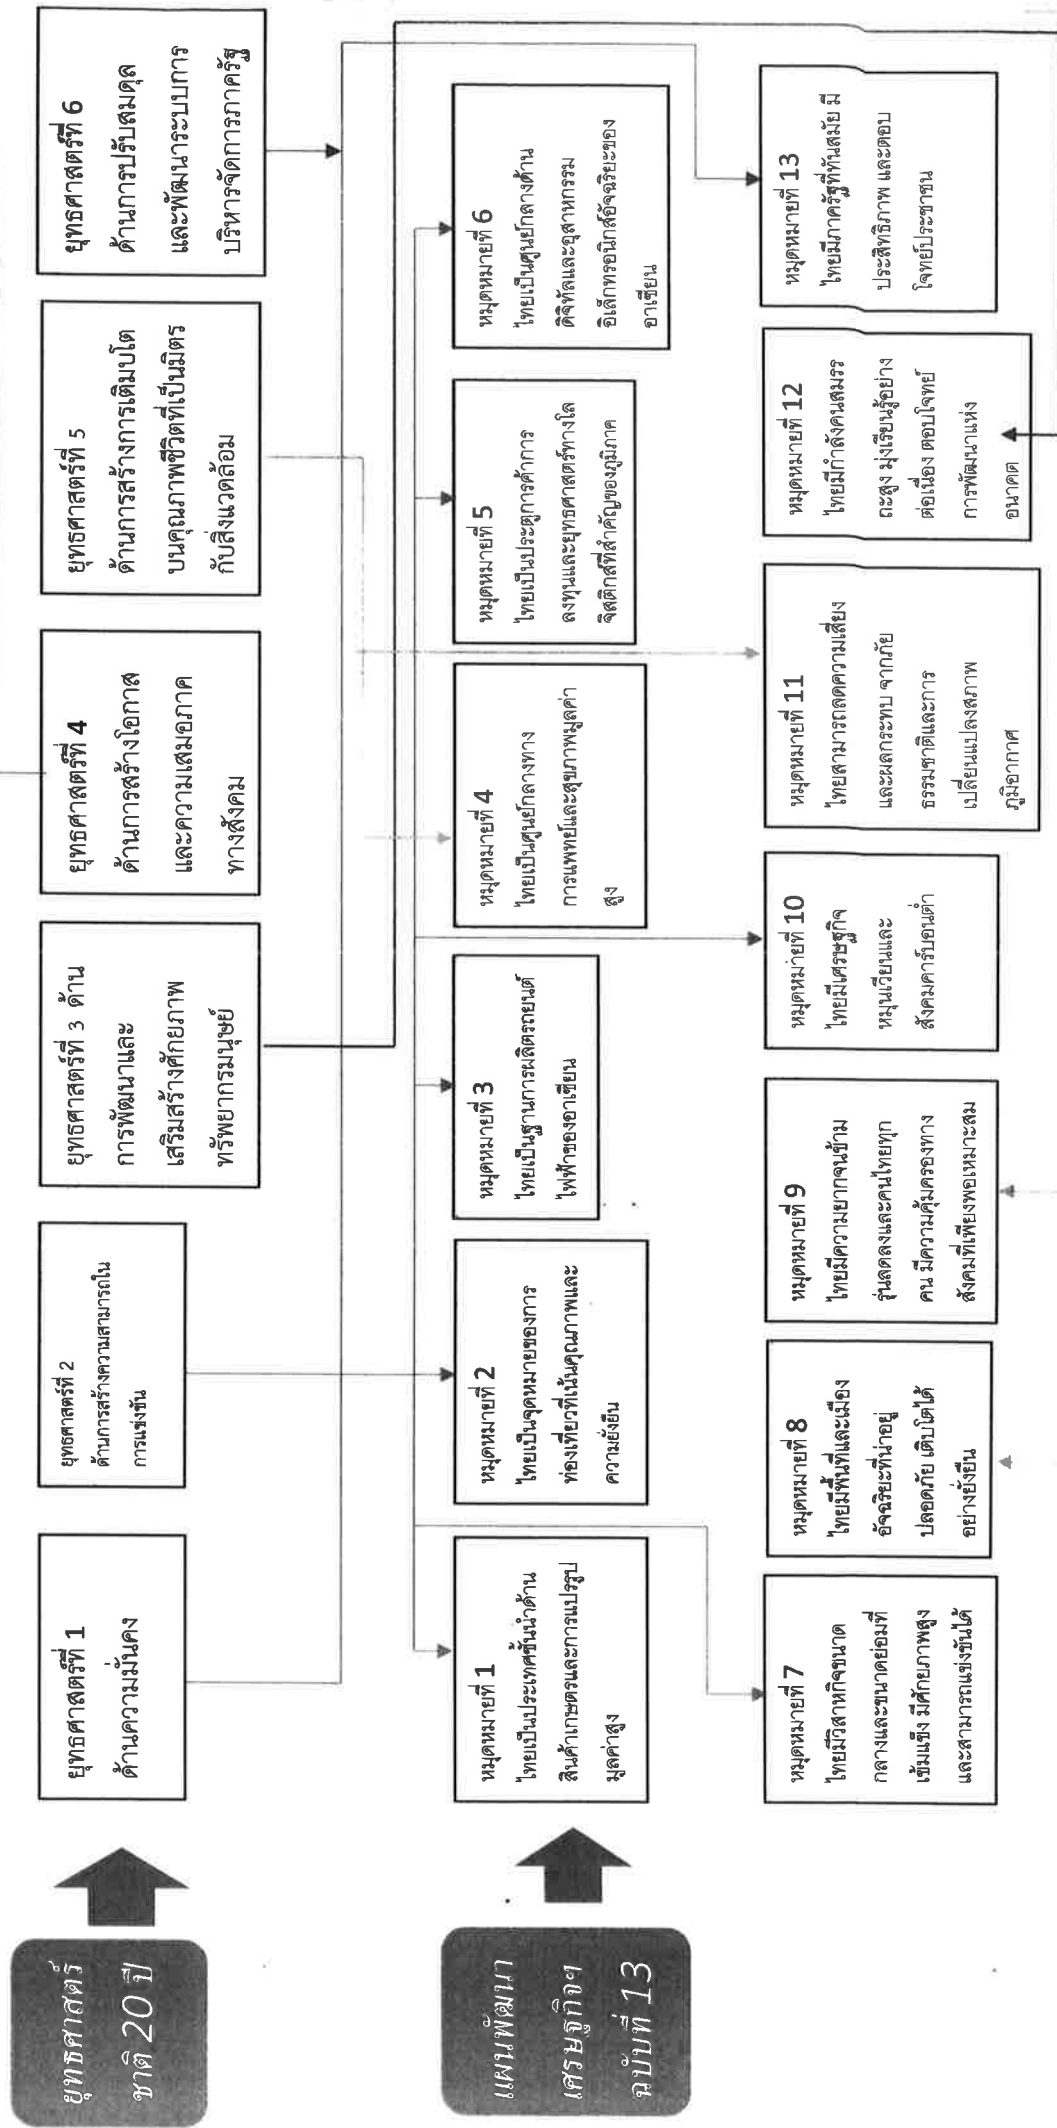 ยุทธศาสตร์
ชาติ 20 ปี
ยุทธศาสตร์ที่ 1
ด้านความมั่นคง
ยุทธศาสตร์ที่ 2
ด้านการสร้างความสามารถใน
การแข่งขัน
ยุทธศาสตร์ที่ 3 ด้าน
การพัฒนาและ
เสริมสร้างศักยภาพ
ทรัพยากรมนุษย์
ยุทธศาสตร์ที่ 4
ด้านการสร้างโอกาส
และความเสมอภาค
ทางสังคม
ยุทธศาสตร์ที่ 5
ด้านการสร้างการเติมบโต
บนคุณภาพชีวิตที่เป็นมิตร
กับสิ่งแวดล้อม
ยุทธศาสตร์ที่ 6
ด้านการปรับสมดุล
และพัฒนาระบบการ
บริหารจัดการภาครัฐ
แผนพัฒนา
เศรษฐกิจฯ
ฉบับที่ 13
หมุดหมายที่ 1
ไทยเป็นประเทศชั้นนำด้าน
สินค้าเกษตรและการแปรรูป
มูลค่าสูง
หมุดหมายที่ 2
ไทยเป็นจุดหมายของการ
ท่องเที่ยวที่เน้นคุณภาพและ
ความยั่งยืน
หมุดหมายที่ 3
ไทยเป็นฐานการผลิตรถยนต์
ไฟฟ้าของอาเซียน
หมุดหมายที่ 4
ไทยเป็นศูนย์กลางทาง
การแพทย์และสุขภาพมูลค่า
สูง
หมุดหมายที่ 5
ไทยเป็นประตูการค้าการ
ลงทุนและยุทธศาสตร์ทางโล
จิสติกส์ที่สำคัญของภูมิภาค
หมุดหมายที่ 6
ไทยเป็นศูนย์กลางด้าน
ดิจิทัลและอุสาหกรรม
อิเล็กทรอนิกส์อัจฉริยะของ
อาเซียน
หมุดหมายที่ 7
ไทยมีวิสาหกิจขนาด
กลางและขนาดย่อมที่
เข้มแข็ง มีศักยภาพสูง
และสามารถแข่งขันได้
หมุดหมายที่ 8
ไทยมีพื้นที่และเมือง
อัจฉริยะที่น่าอยู่
ปลอดภัย เติบโตได้
อย่างยั่งยืน
หมุดหมายที่ 9
ไทยมีความยากจนข้าม
รุ่นลดลงและคนไทยทุก
คน มีความคุ้มครองทาง
สังคมที่เพียงพอเหมาะสม
หมุดหม่ายที่ 10
ไทยมีเศรษฐกิจ
หมุนเวียนและ
สังคมคาร์บอนต่ำ
หมุดหมายที่ 11
ไทยสามารถลดความเสี่ยง
และผลกระทบ จากภัย
ธรรมชาติและการ
เปลี่ยนแปลงสภาพ
ภูมิอากาศ
หมุดหมายที่ 12
ไทยมีกำลังคนสมรร
ถะสูง มุ่งเรียนรู้อย่าง
ต่อเนื่อง ตอบโจทย์
การพัฒนาแห่ง
อนาคต
หมุดหมายที่ 13
ไทยมีภาครัฐที่ทันสมัย มี
ประสิทธิภาพ และตอบ
โจทย์ประชาชน